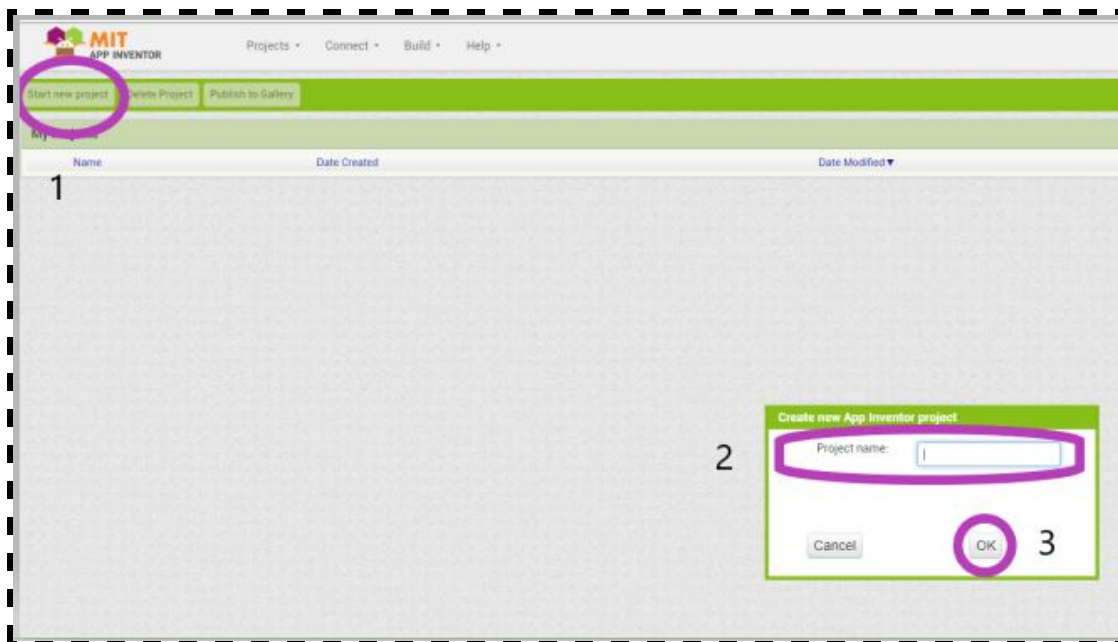 MIT
APP INVENTOR
Projects Connect Build Help
Start new project Delete Project Publish to Gallery
My
Name Date Created Date Modified
1
Create new App Inventor project
2 Project name:
Cancel OK 3